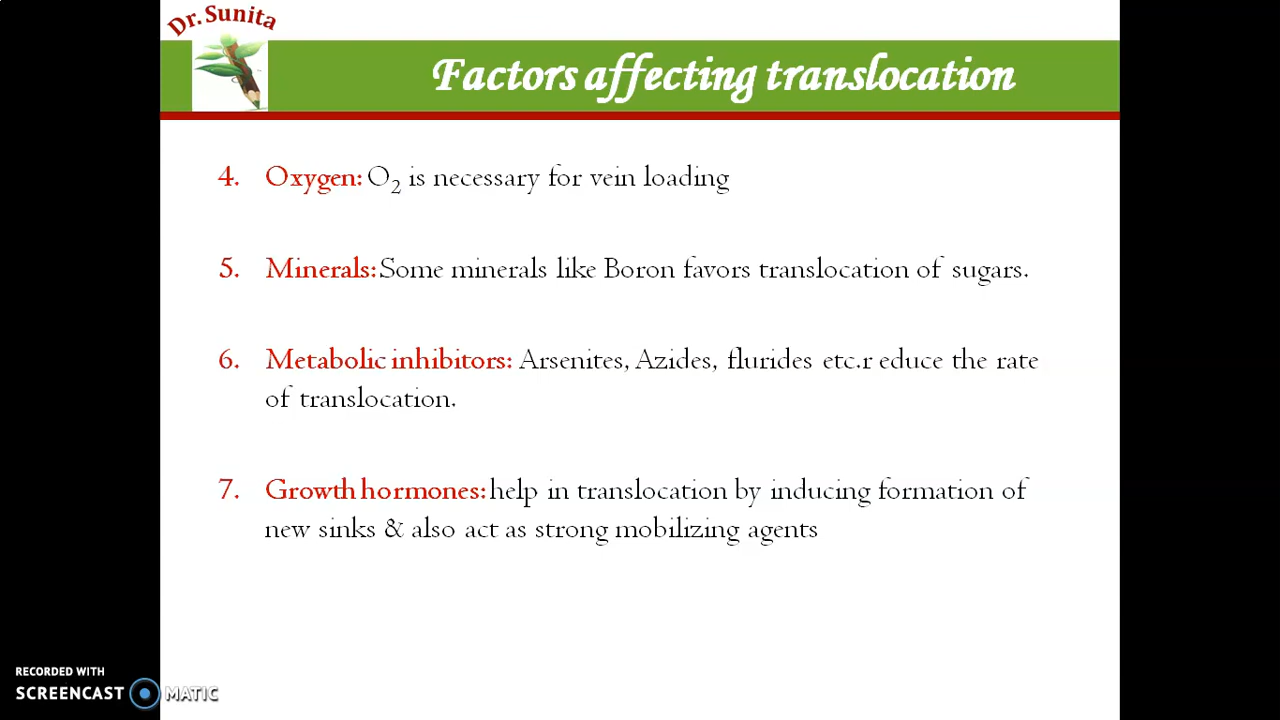 Dr. Sunita
Factors affecting translocation
4. Oxygen: O₂ is necessary for vein loading
5. Minerals: Some minerals like Boron favors translocation of sugars.
6. Metabolic inhibitors: Arsenites, Azides, flurides etc.r educe the rate
of translocation.
7. Growth hormones: help in translocation by inducing formation of
new sinks & also act as strong mobilizing agents
RECORDED WITH
SCREENCAST MATIC